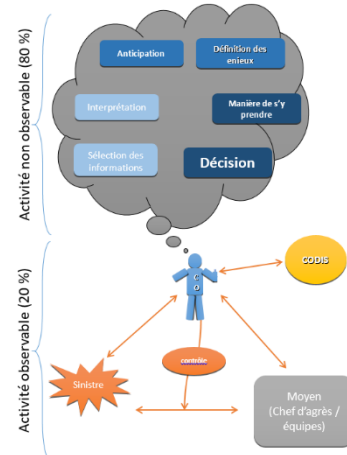 Activité non observable (80 %)
Anticipation
Définition des
enjeux
Interprétation
Manière de s'y
prendre
Sélection des
informations
Décision
Activité observable (20 %)
C
O
CODIS
contrôle
Sinistre
Moyen
(Chef d'agrès /
équipes)